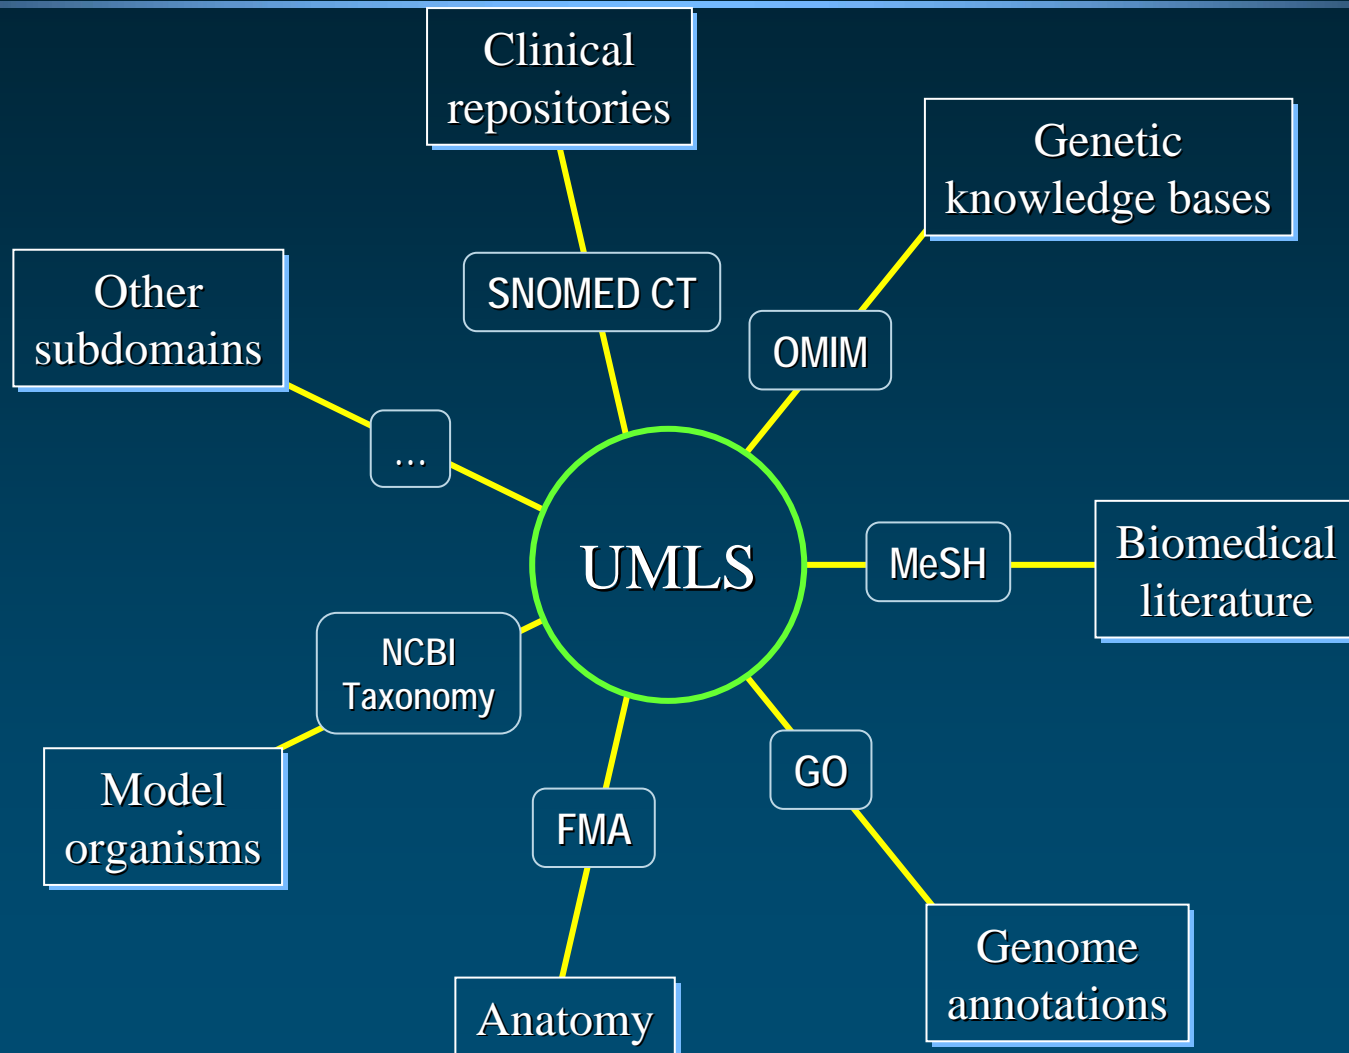 Clinical
repositories
Genetic
knowledge bases
Other
subdomains
SNOMED CT
OMIM
...
UMLS
MeSH
Biomedical
literature
NCBI
Taxonomy
GO
Model
organisms
FMA
Genome
annotations
Anatomy